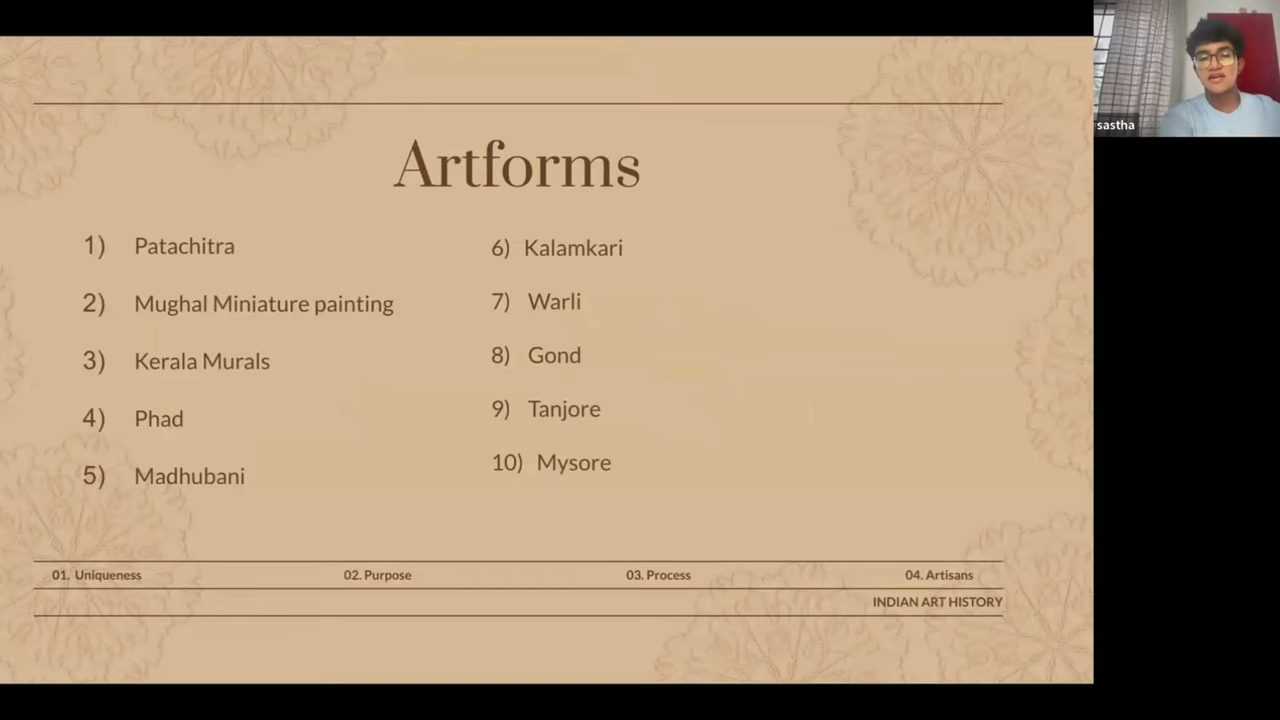 Artforms
1) Patachitra
2) Mughal Miniature painting
3) Kerala Murals
4) Phad
5) Madhubani
6) Kalamkari
7) Warli
8) Gond
9) Tanjore
10) Mysore
01. Uniqueness
02. Purpose
03. Process
04. Artisans
INDIAN ART HISTORY
sastha